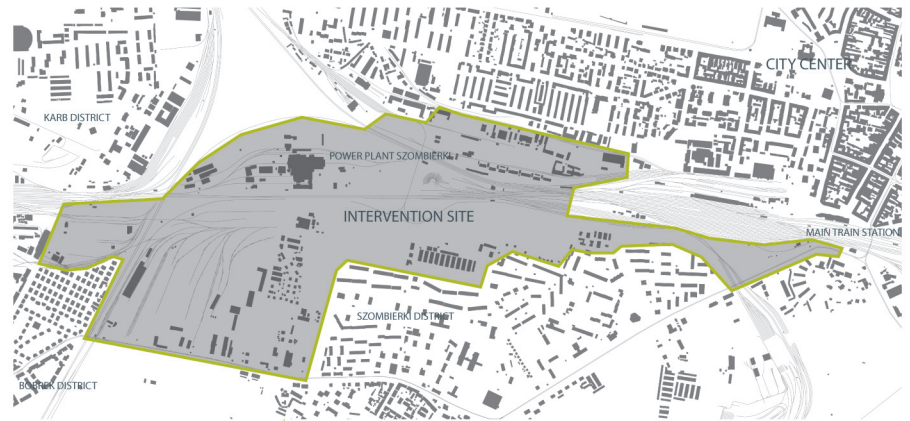 CITY CENTER
KARB DISTRICT
POWER PLANT SZOMBIERKI
INTERVENTION SITE
MAIN TRAIN STATION
SZOMBIERKI DISTRICT
BOBREK DISTRICT